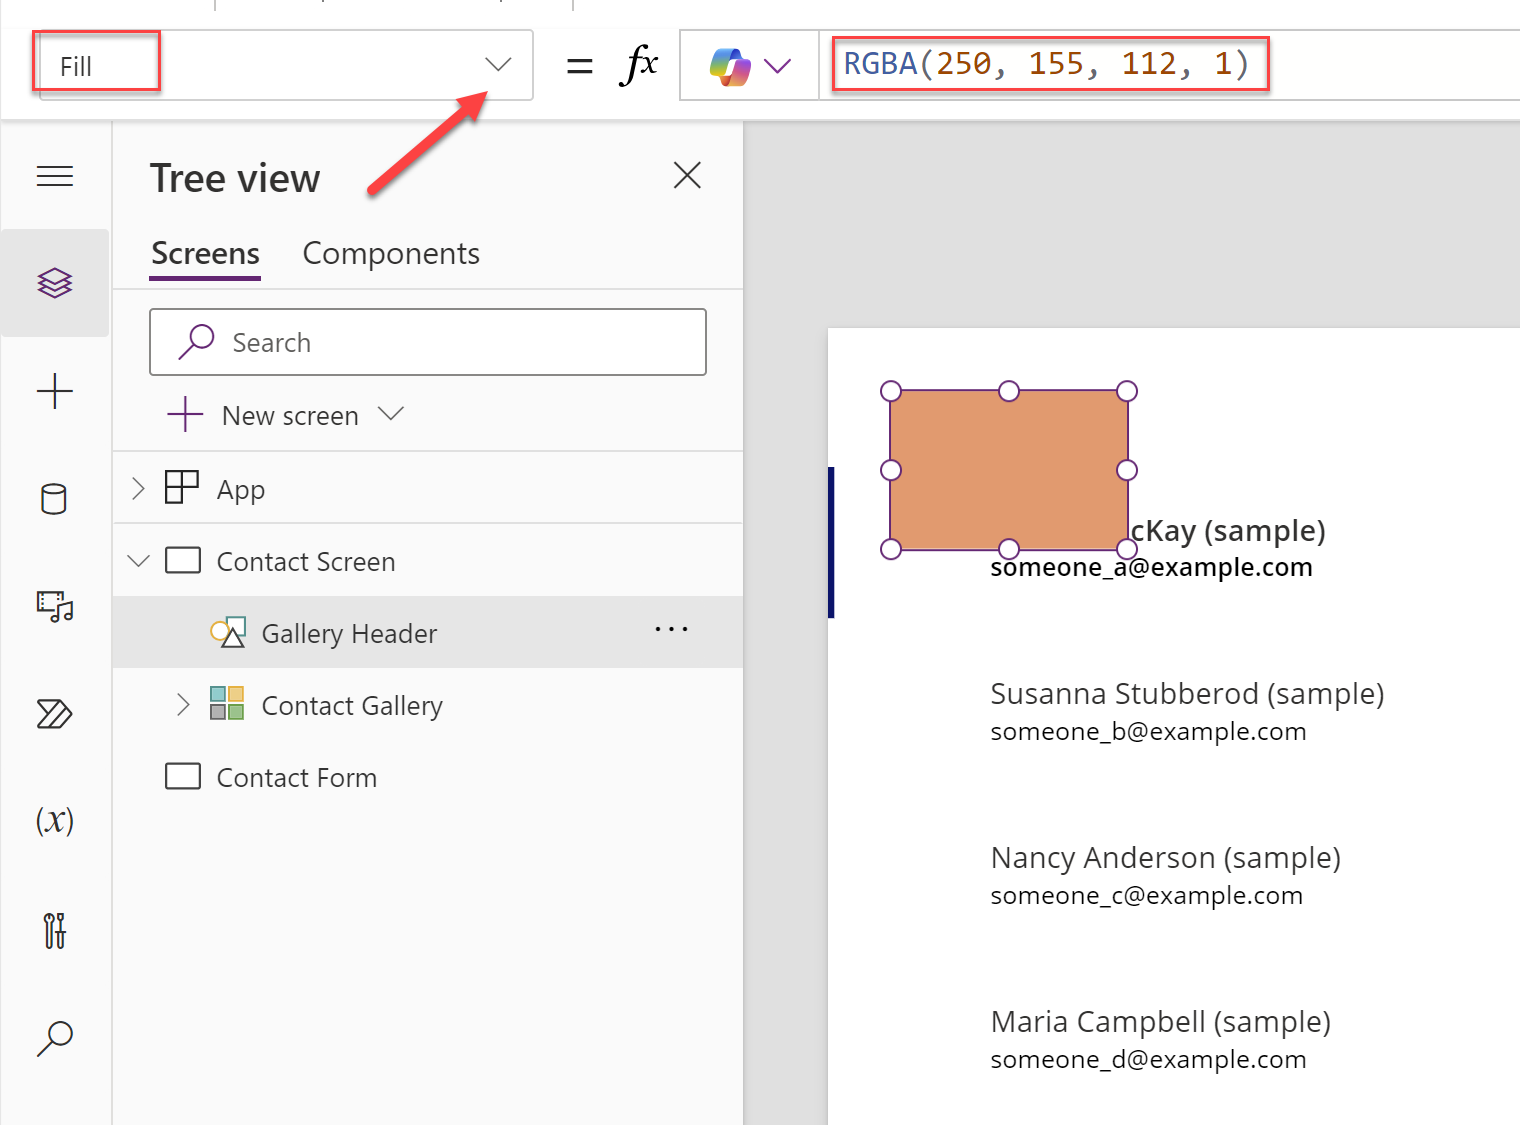 Fill
= fx
RGBA(250, 155, 112, 1)
Tree view
Screens Components
Search
New screen
App
Contact Screen
Gallery Header
Contact Gallery
Contact Form
(x)
cKay (sample)
someone_a@example.com
Susanna Stubberod (sample)
someone_b@example.com
Nancy Anderson (sample)
someone_c@example.com
Maria Campbell (sample)
someone_d@example.com